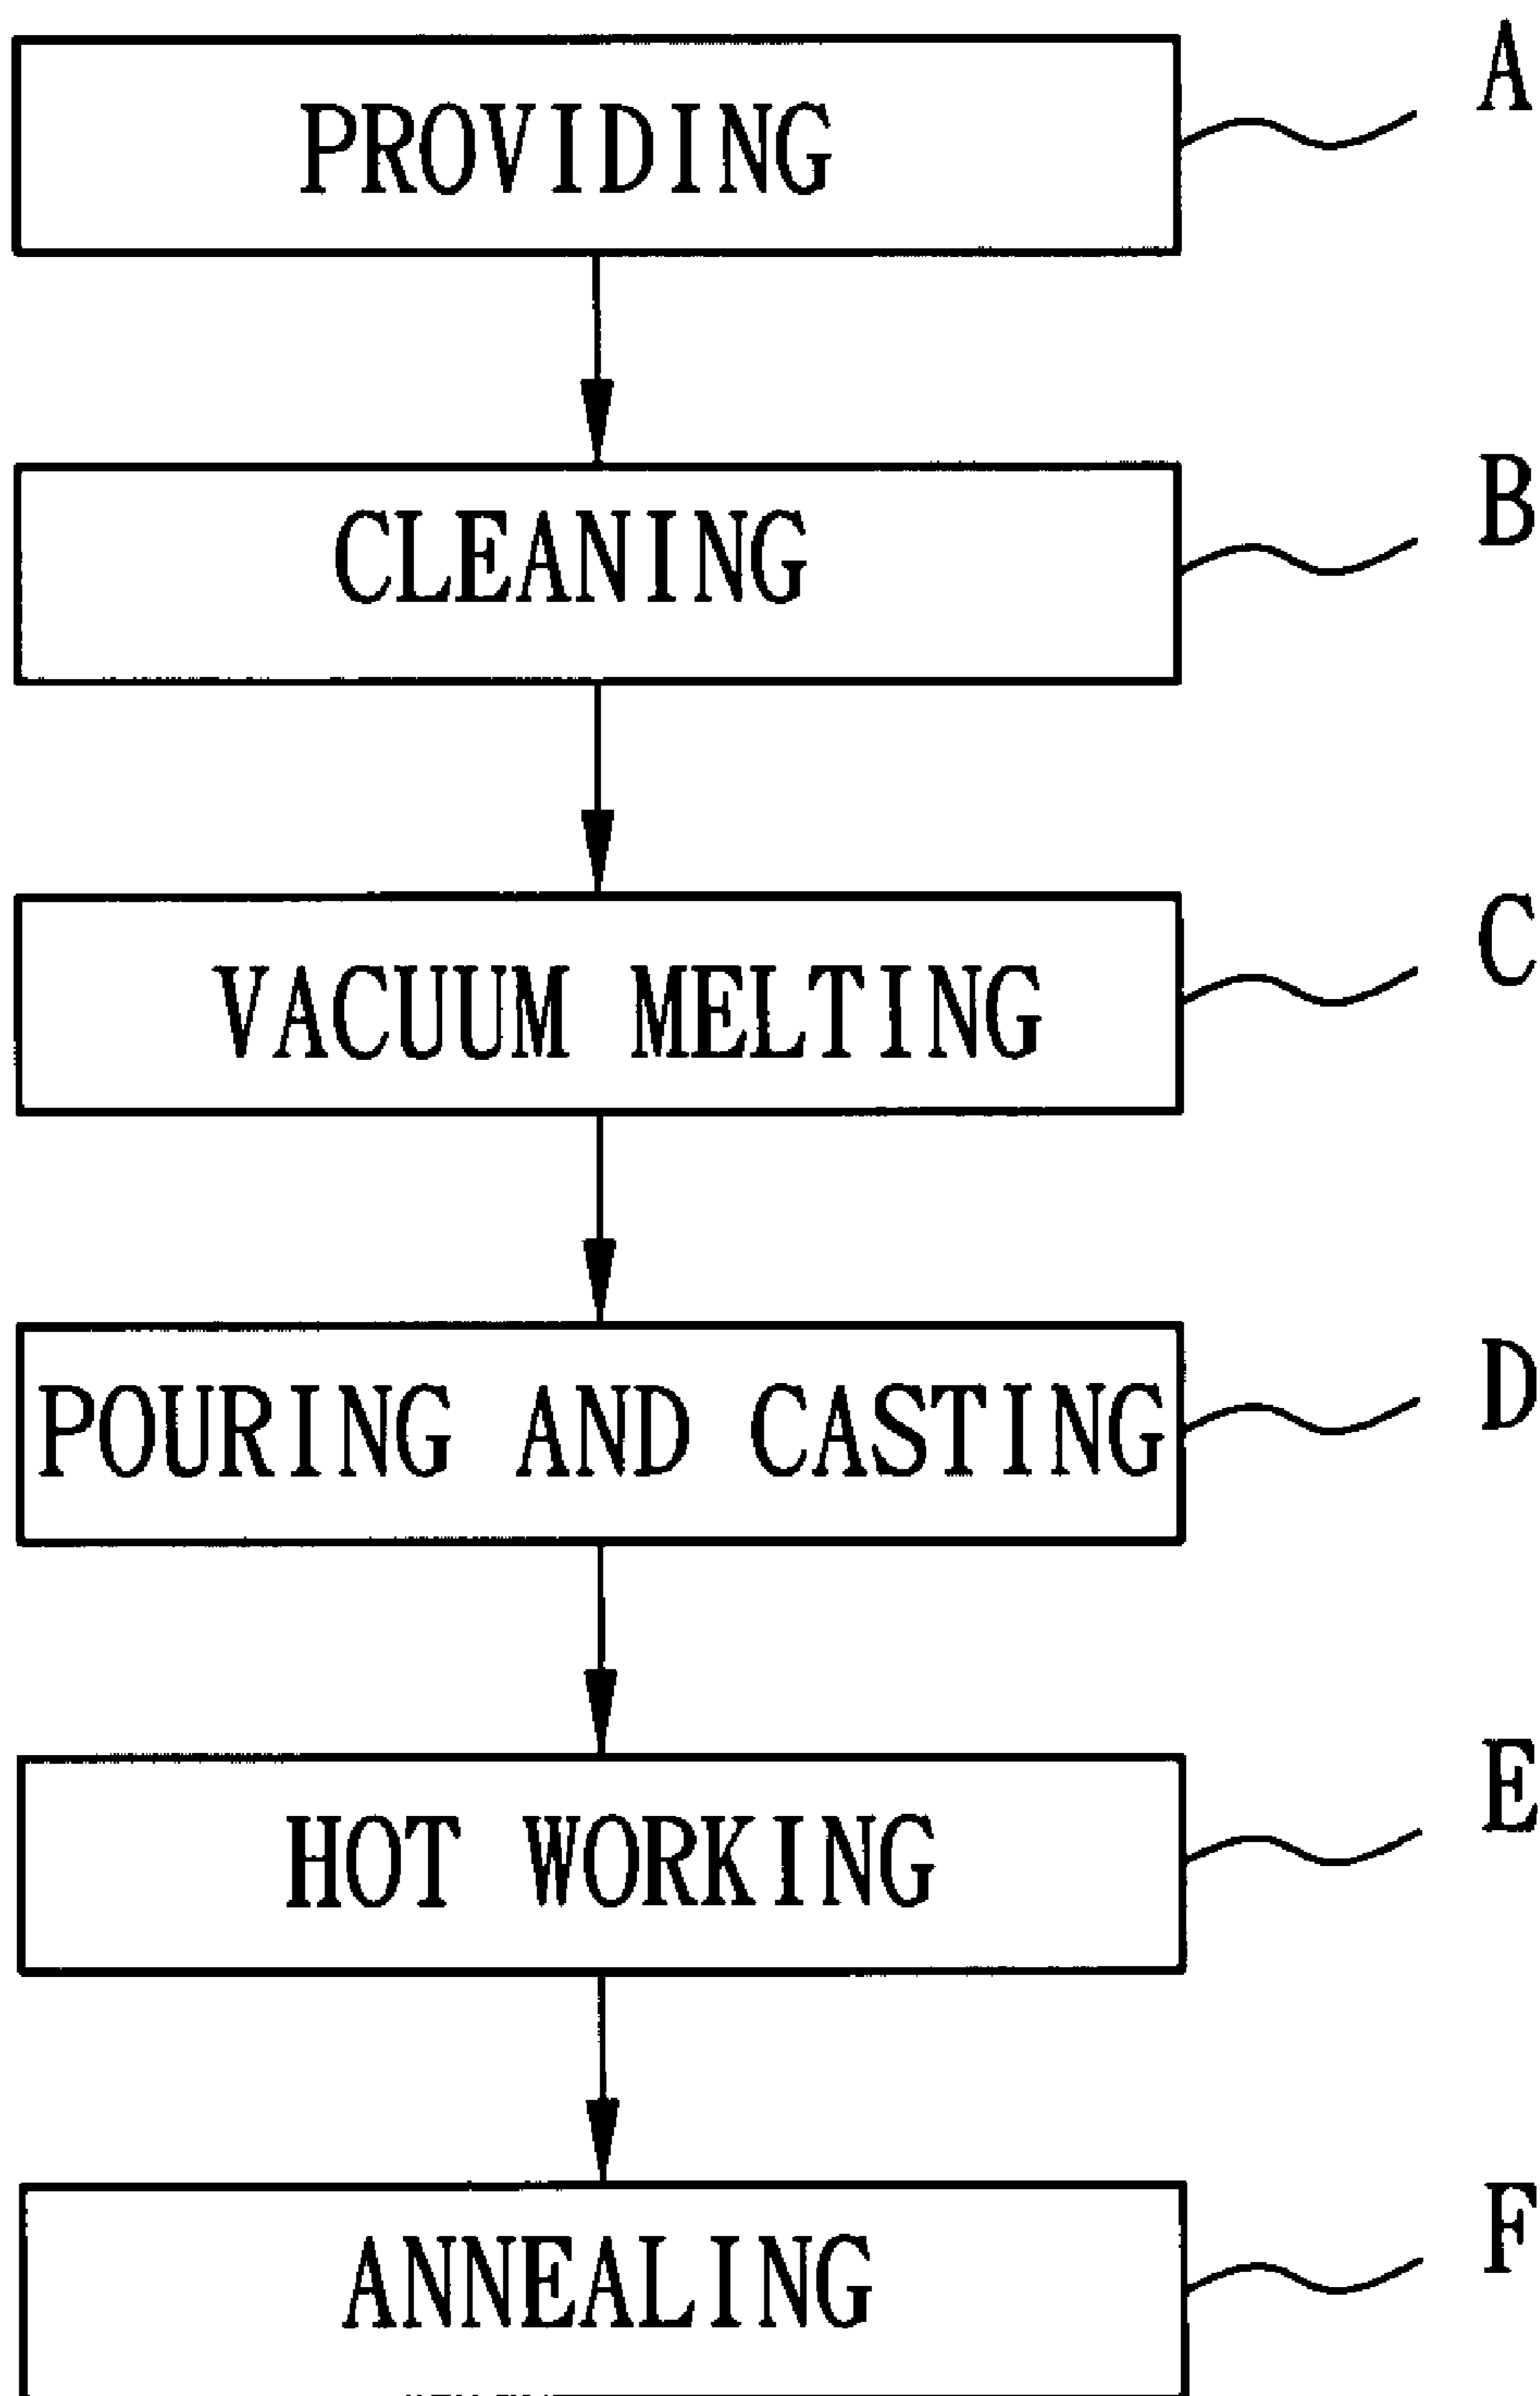 PROVIDING
A
CLEANING
B
VACUUM MELTING
C
POURING AND CASTING
D
HOT WORKING
E
ANNEALING
F